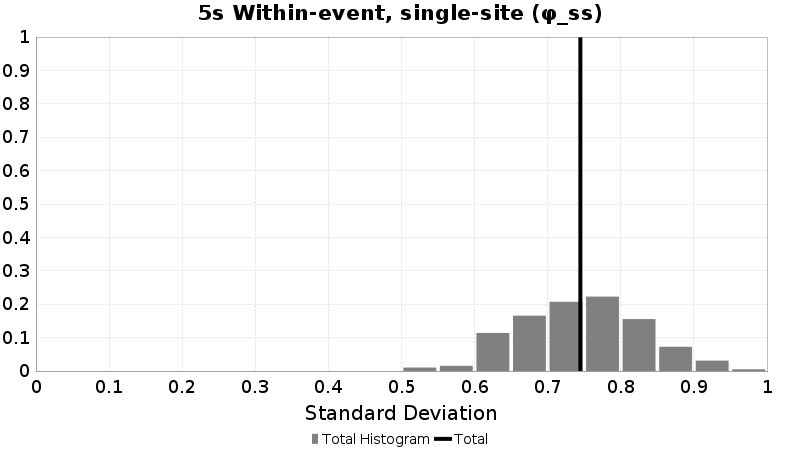 5s Within-event, single-site (φ_ss)
1
0.9
0.8
0.7
0.6
0.5
0.4
0.3
0.2
0.1
0
0 0.1 0.2 0.3 0.4 0.5 0.6 0.7 0.8 0.9 1
Standard Deviation
Total Histogram Total